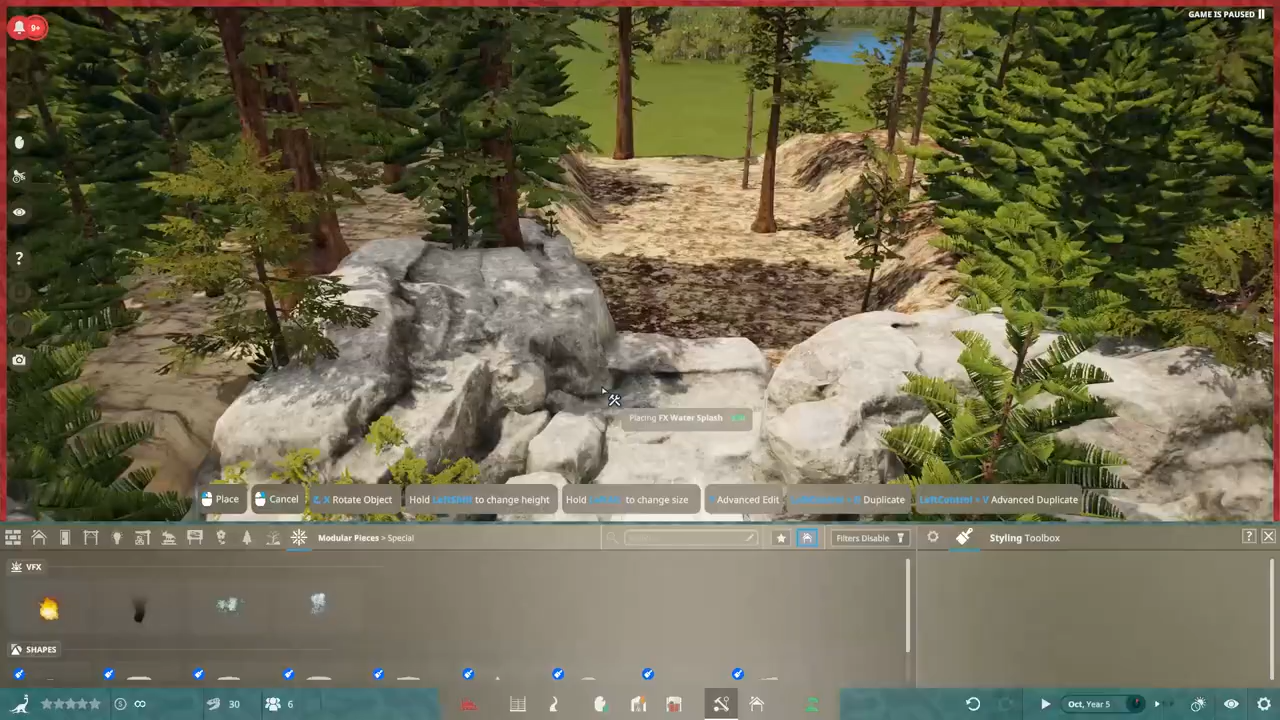 9+
GAME IS PAUSED
?
Placing FX Water Splash
Place
Cancel
X Rotate Object
Hold LeftShift to change height
Hold to change size
Advanced Edit
Duplicate
LeftControl + V Advanced Duplicate
Modular Pieces > Special
Filters Disable
Styling Toolbox
?
VFX
SHAPES
∞
30
6
Oct, Year 5